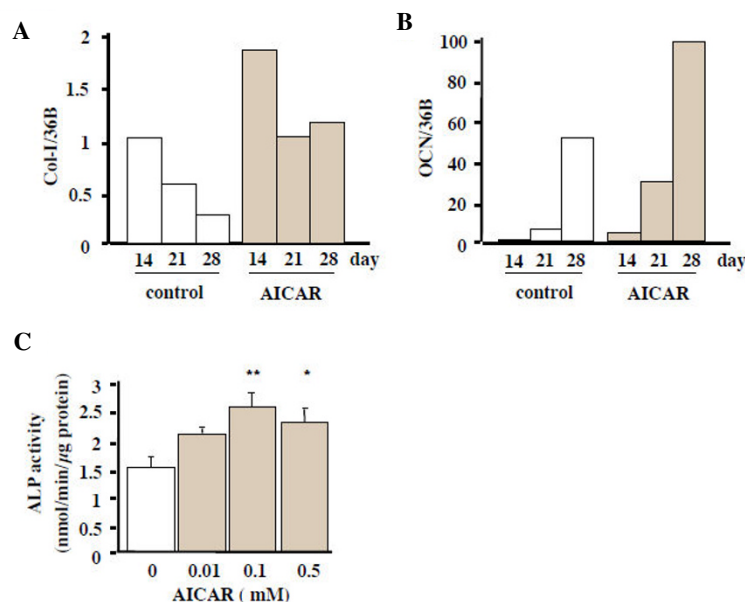 A
Col-I/36B
2
1.5
1
0.5
0
14 21 28 14 21 28 day
control AICAR
B
OCN/36B
100
80
60
40
20
0
14 21 28 14 21 28 day
control AICAR
C
ALP activity
(nmol/min/µg protein)
3
2.5
2
1.5
1
0.5
0
** *
0 0.01 0.1 0.5
AICAR ( mM)